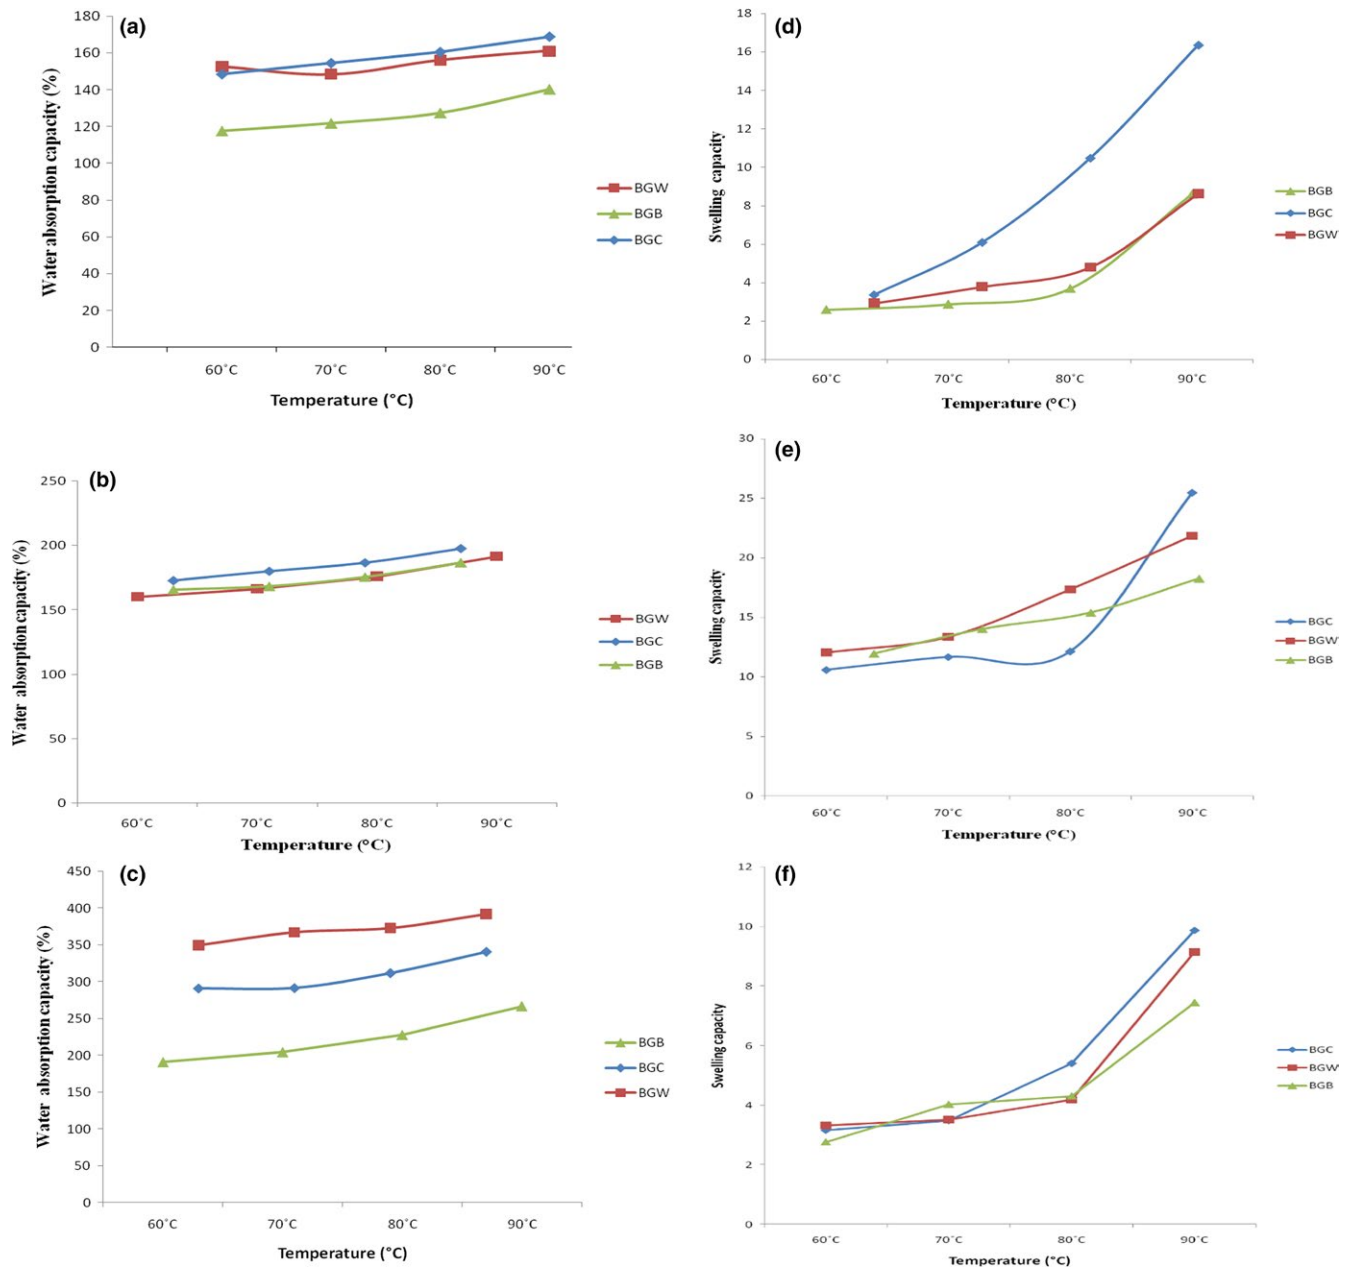 (a)
Water absorption capacity (%)
180
160
140
120
100
80
60
40
20
0
60˚C 70˚C 80˚C 90˚C
Temperature (°C)
BGW
BGB
BGC
(d)
Swelling capacity
18
16
14
12
10
8
6
4
2
0
60˚C 70˚C 80˚C 90˚C
Temperature (°C)
BGB
BGC
BGW
(b)
Water absorption capacity (%)
250
200
150
100
50
0
60˚C 70˚C 80˚C 90˚C
Temperature (°C)
BGW
BGC
BGB
(e)
Swelling capacity
30
25
20
15
10
5
0
60˚C 70˚C 80˚C 90˚C
Temperature (°C)
BGC
BGW
BGB
(c)
Water absorption capacity (%)
450
400
350
300
250
200
150
100
50
0
60˚C 70˚C 80˚C 90˚C
Temperature (°C)
BGB
BGC
BGW
(f)
Swelling capacity
12
10
8
6
4
2
0
60˚C 70˚C 80˚C 90˚C
Temperature (°C)
BGC
BGW
BGB